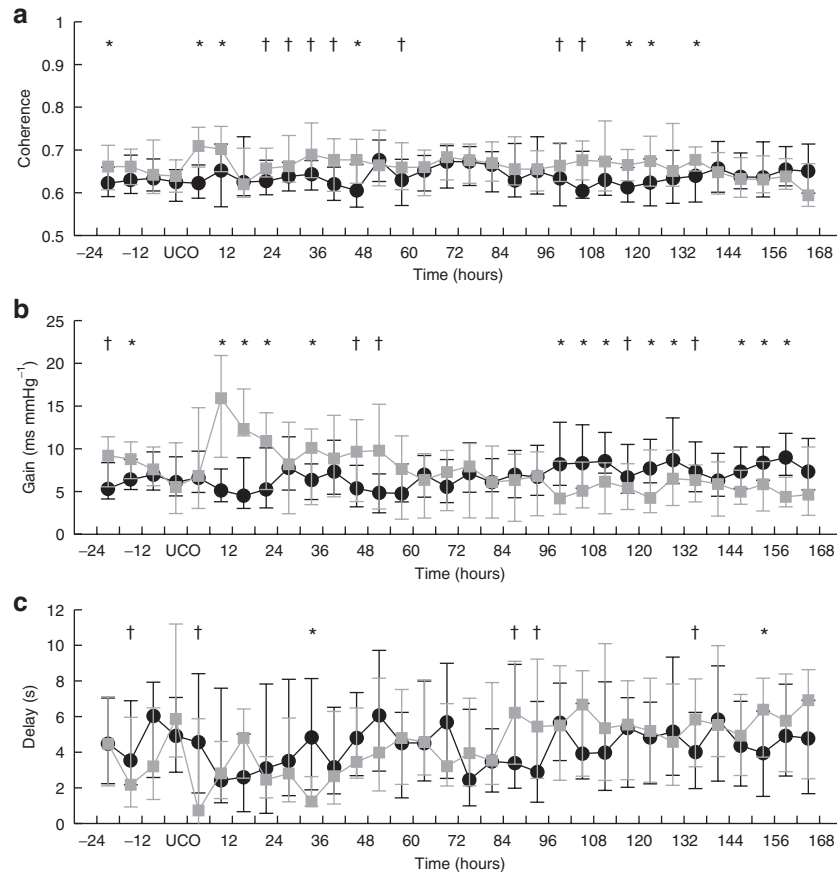 a
1
* * * † † † † * † † † * * *
0.9
0.8
Coherence
0.7
0.6
0.5
−24 −12 UCO 12 24 36 48 60 72 84 96 108 120 132 144 156 168
Time (hours)
b
25
† * * * * * † † * * * † * * † * * *
20
15
Gain (ms mmHg−1)
10
5
0
−24 −12 UCO 12 24 36 48 60 72 84 96 108 120 132 144 156 168
Time (hours)
c
12
† † * † † † *
10
8
Delay (s)
6
4
2
0
−24 −12 UCO 12 24 36 48 60 72 84 96 108 120 132 144 156 168
Time (hours)